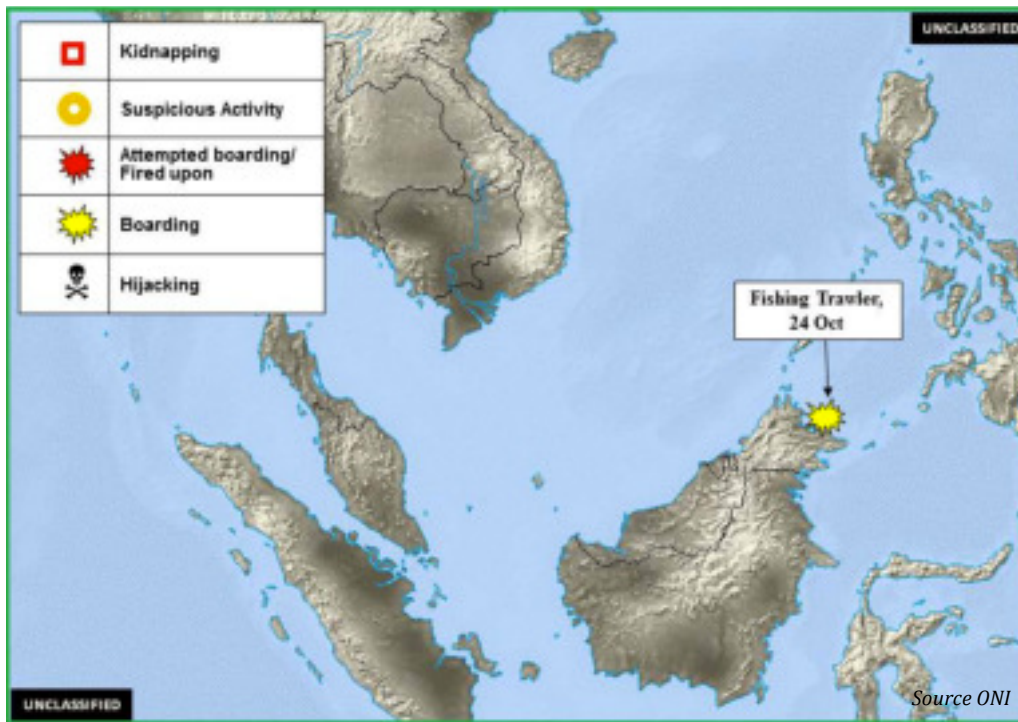 UNCLASSIFIED
Kidnapping
Suspicious Activity
Attempted boarding/
Fired upon
Boarding
Hijacking
Fishing Trawler,
24 Oct
UNCLASSIFIED
Source ONI